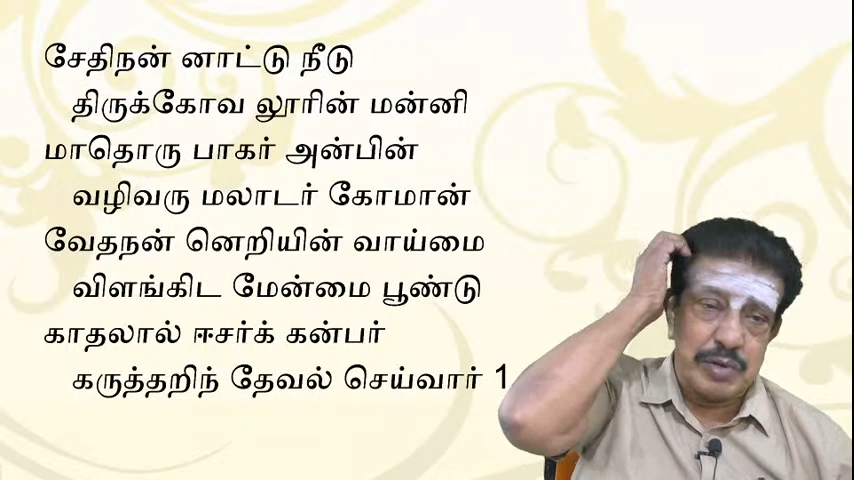 சேதிநன் னாட்டு நீடு
திருக்கோவ லூரின் மன்னி
மாதொரு பாகர் அன்பின்
வழிவரு மலாடர் கோமான்
வேதநன் னெறியின் வாய்மை
விளங்கிட மேன்மை பூண்டு
காதலால் ஈசர்க் கன்பர்
கருத்தறிந் தேவல் செய்வார் 1